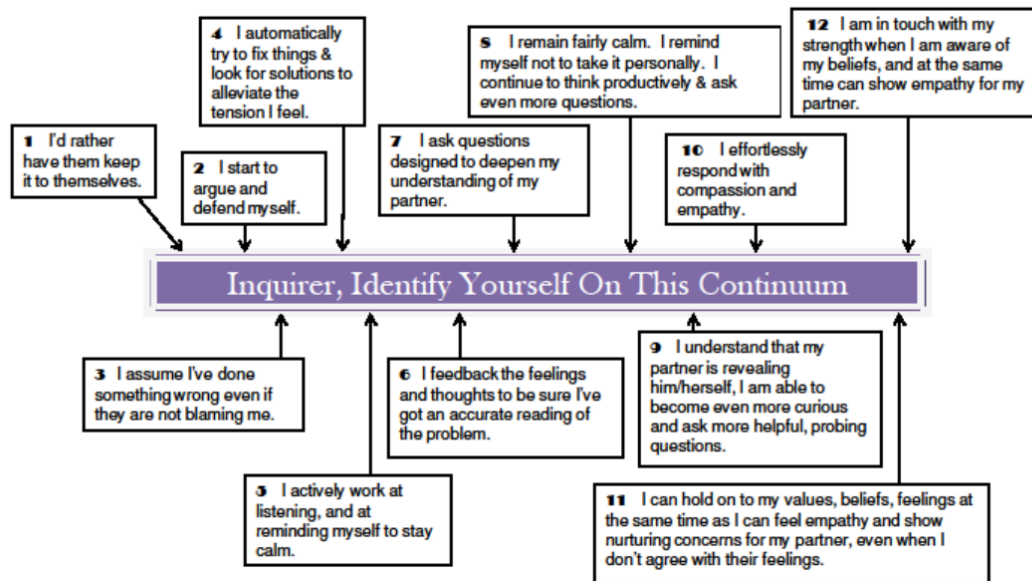 1 I'd rather
have them keep
it to themselves.
2 I start to
argue and
defend myself.
3 I assume I've done
something wrong even if
they are not blaming me.
4 I automatically
try to fix things &
look for solutions to
alleviate the
tension I feel.
5 I actively work at
listening, and at
reminding myself to stay
calm.
6 I feedback the feelings
and thoughts to be sure I've
got an accurate reading of
the problem.
7 I ask questions
designed to deepen my
understanding of my
partner.
8 I remain fairly calm. I remind
myself not to take it personally. I
continue to think productively & ask
even more questions.
9 I understand that my
partner is revealing
him/herself, I am able to
become even more curious
and ask more helpful, probing
questions.
10 I effortlessly
respond with
compassion and
empathy.
11 I can hold on to my values, beliefs, feelings at
the same time as I can feel empathy and show
nurturing concerns for my partner, even when I
don't agree with their feelings.
12 I am in touch with my
strength when I am aware of
my beliefs, and at the same
time can show empathy for my
partner.
Inquirer, Identify Yourself On This Continuum